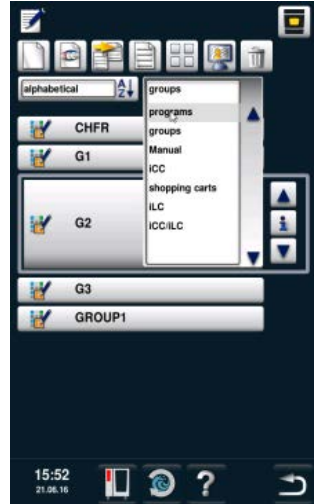 alphabetical
A
Z
groups
programs
groups
Manual
iCC
shopping carts
iLC
iCC/iLC
CHFR
G1
G2
i
G3
GROUP1
15:52
21.06.16
?